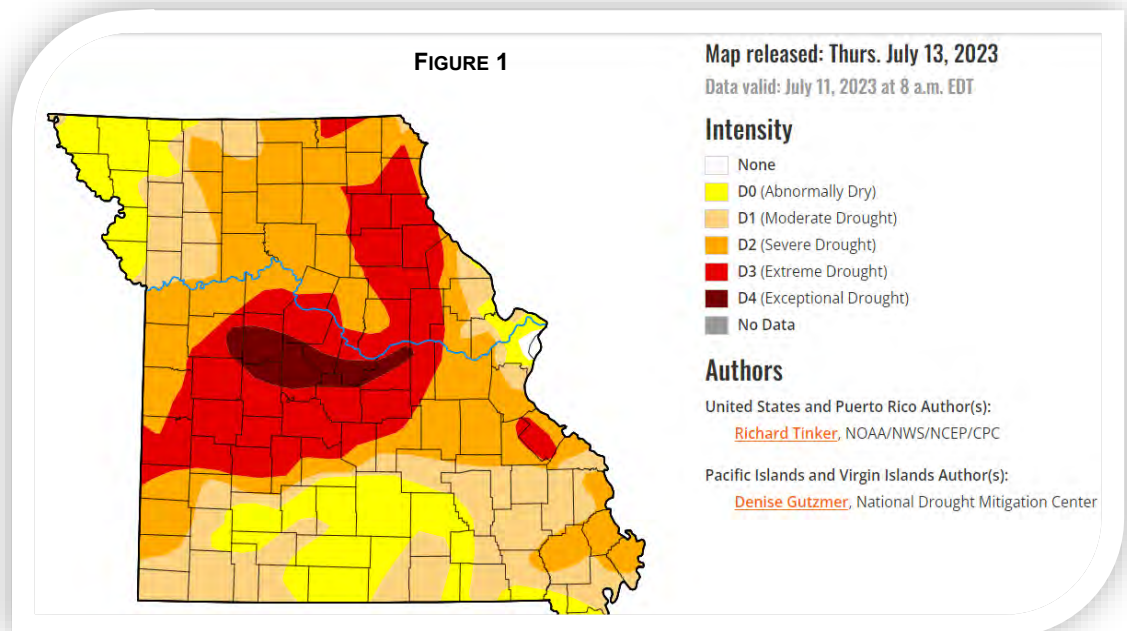 FIGURE 1
Map released: Thurs. July 13, 2023
Data valid: July 11, 2023 at 8 a.m. EDT
Intensity
None
D0 (Abnormally Dry)
D1 (Moderate Drought)
D2 (Severe Drought)
D3 (Extreme Drought)
D4 (Exceptional Drought)
No Data
Authors
United States and Puerto Rico Author(s):
Richard Tinker, NOAA/NWS/NCEP/CPC
Pacific Islands and Virgin Islands Author(s):
Denise Gutzmer, National Drought Mitigation Center